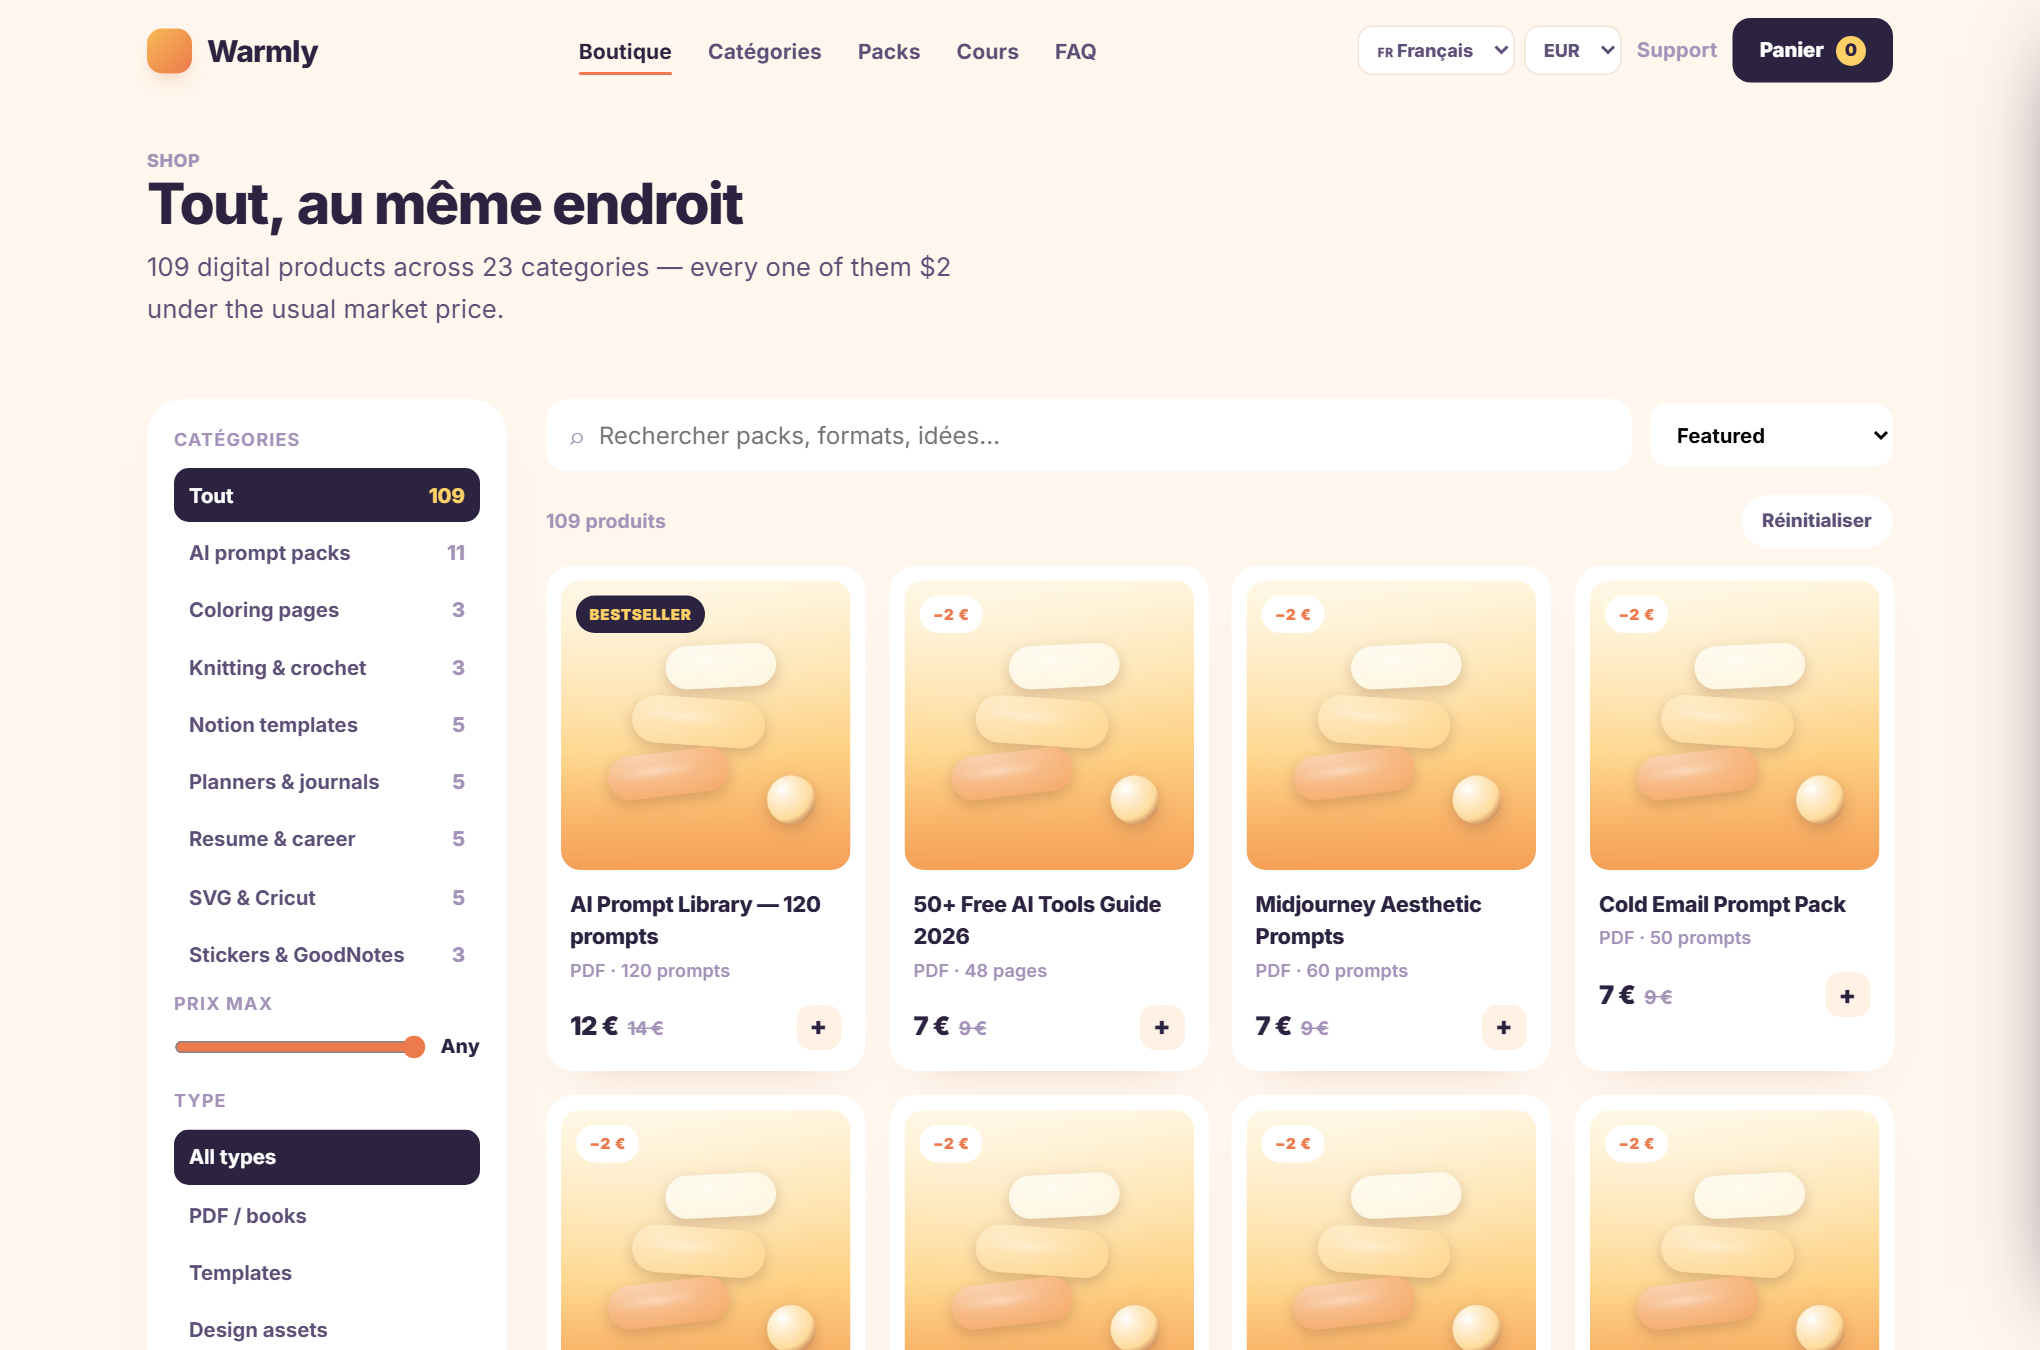 Warmly
Boutique Catégories Packs Cours FAQ
FR Français EUR Support Panier 0
SHOP
Tout, au même endroit
109 digital products across 23 categories — every one of them $2
under the usual market price.
CATÉGORIES
Tout 109
AI prompt packs 11
Coloring pages 3
Knitting & crochet 3
Notion templates 5
Planners & journals 5
Resume & career 5
SVG & Cricut 5
Stickers & GoodNotes 3
PRIX MAX
Any
TYPE
All types
PDF / books
Templates
Design assets
Rechercher packs, formats, idées...
Featured
109 produits
Réinitialiser
BESTSELLER
AI Prompt Library — 120
prompts
PDF · 120 prompts
12 € 14 €
+
−2 €
50+ Free AI Tools Guide
2026
PDF · 48 pages
7 € 9 €
+
−2 €
Midjourney Aesthetic
Prompts
PDF · 60 prompts
7 € 9 €
+
−2 €
Cold Email Prompt Pack
PDF · 50 prompts
7 € 9 €
+
−2 €
−2 €
−2 €
−2 €